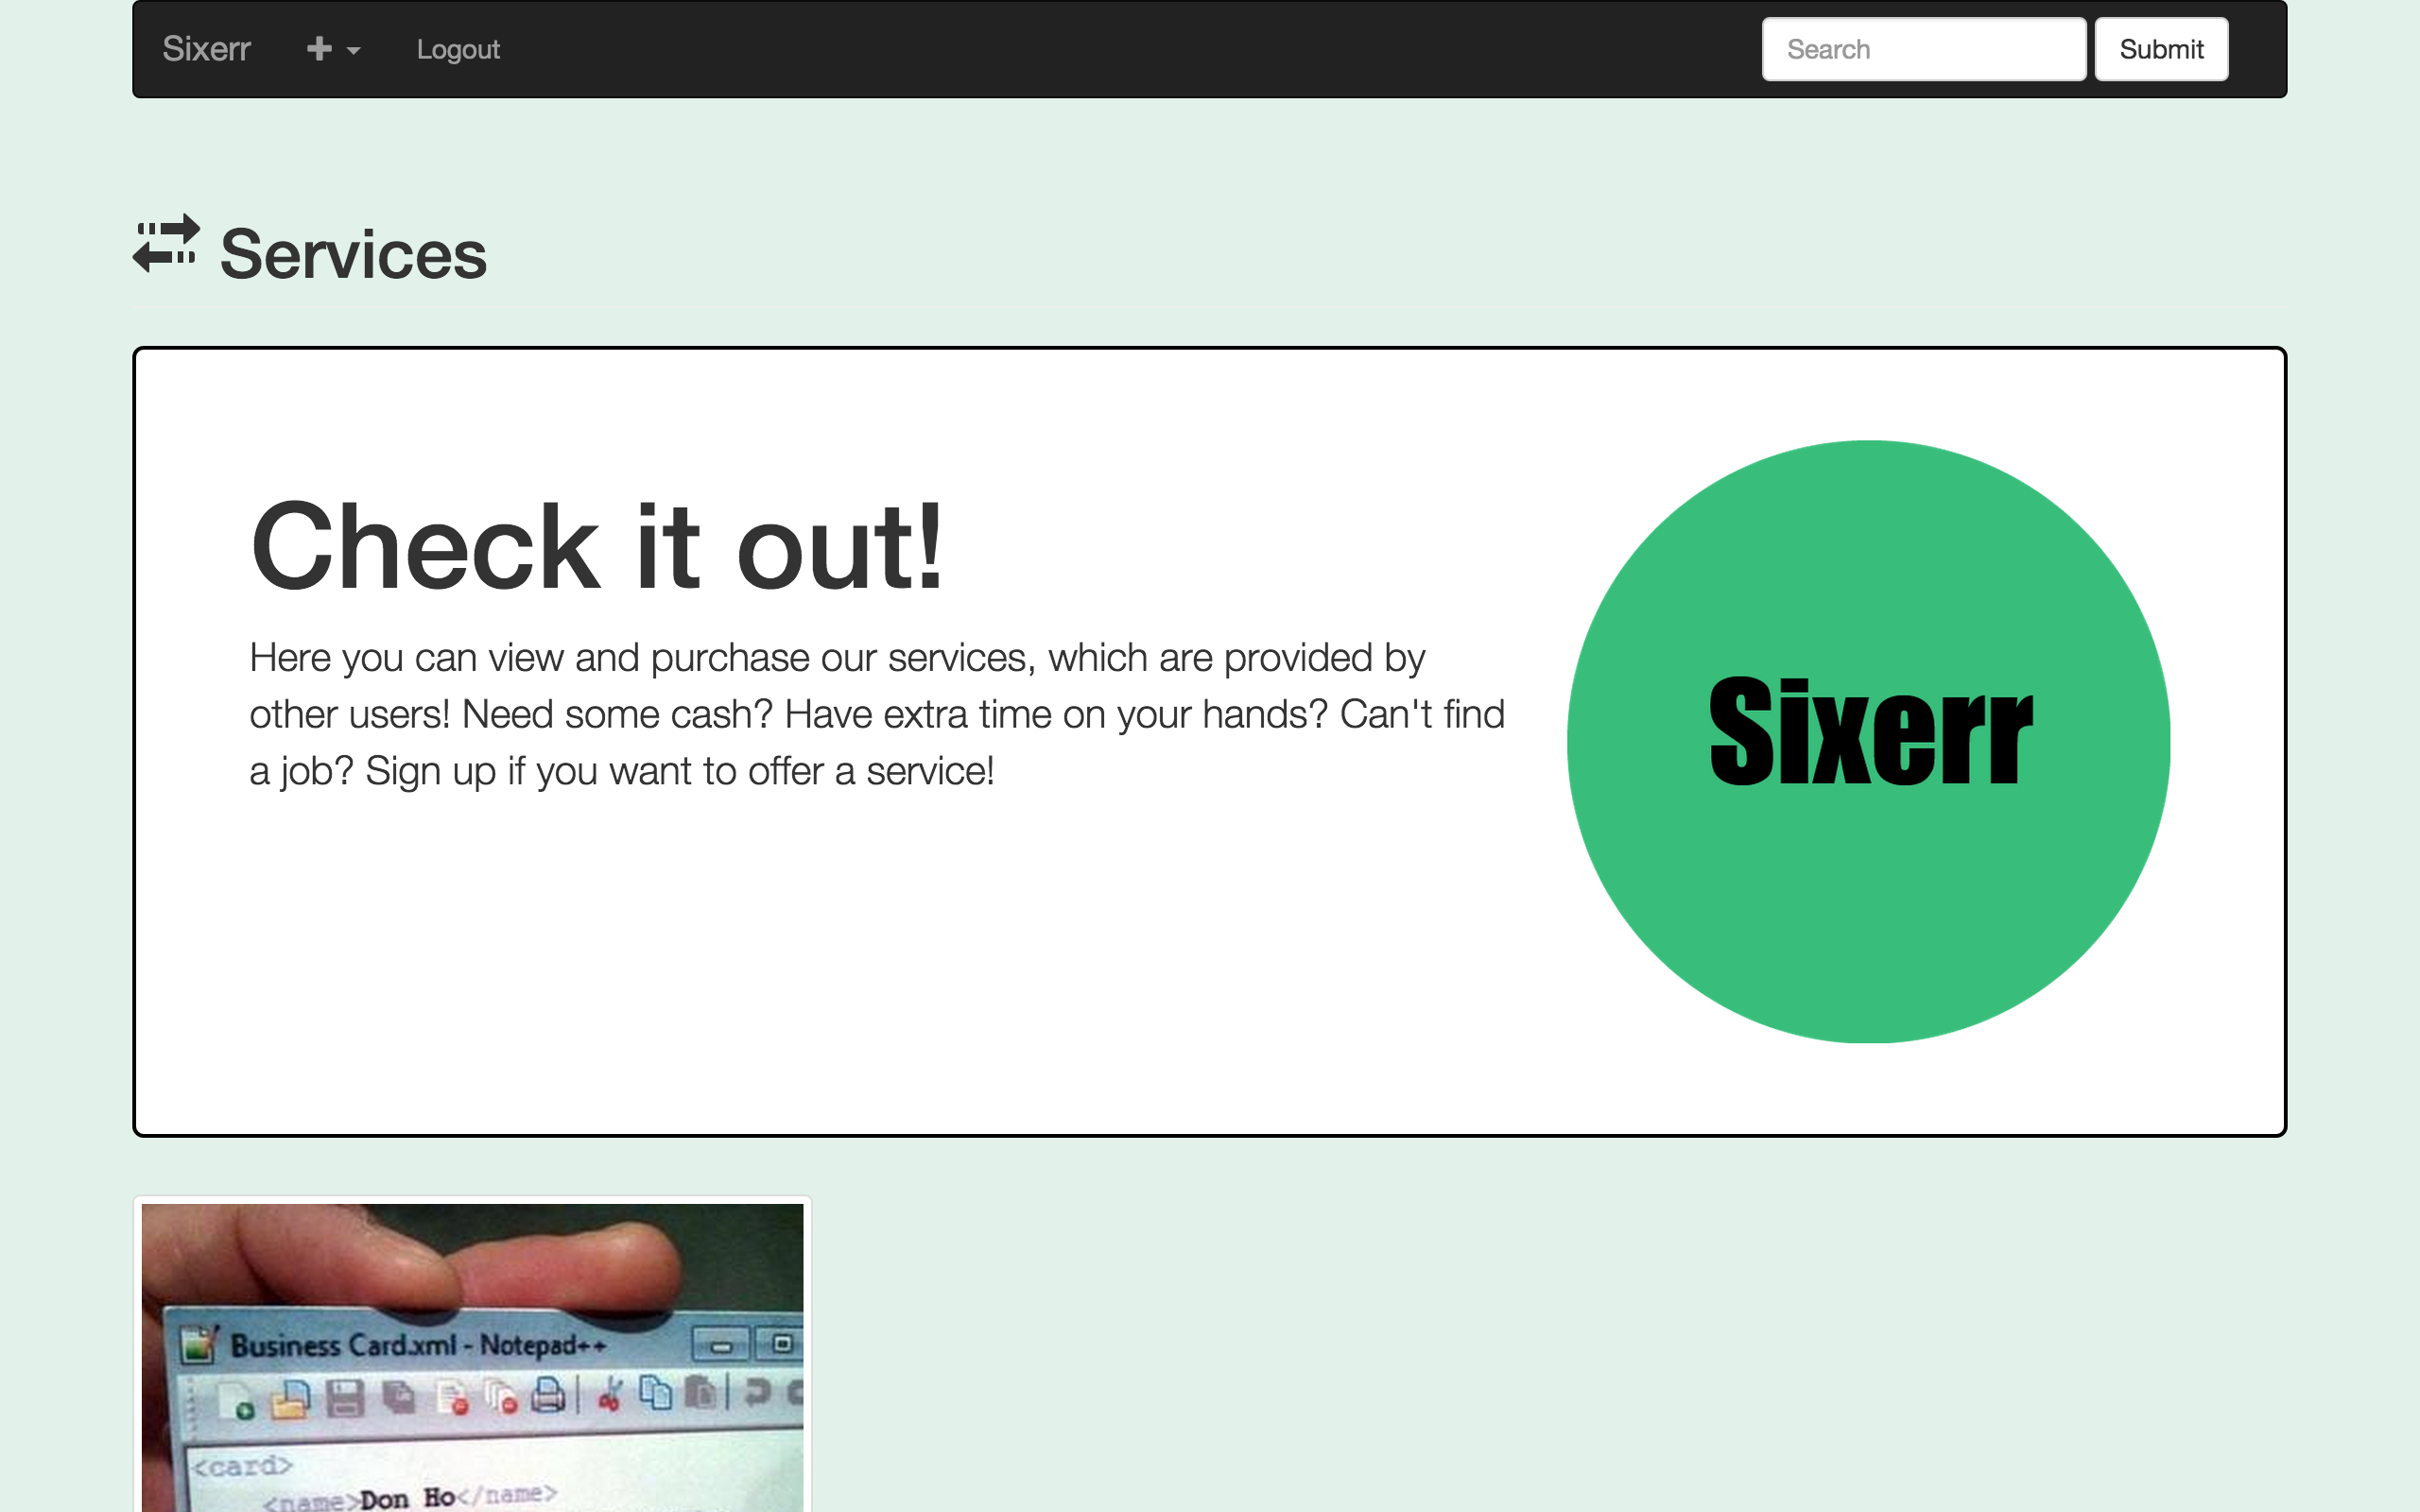 Sixerr
Logout
Search
Submit
Services
Check it out!
Here you can view and purchase our services, which are provided by
other users! Need some cash? Have extra time on your hands? Can't find
a job? Sign up if you want to offer a service!
Sixerr
Business Card.xml - Notepad++
<card>
<name>Don Ho</name>